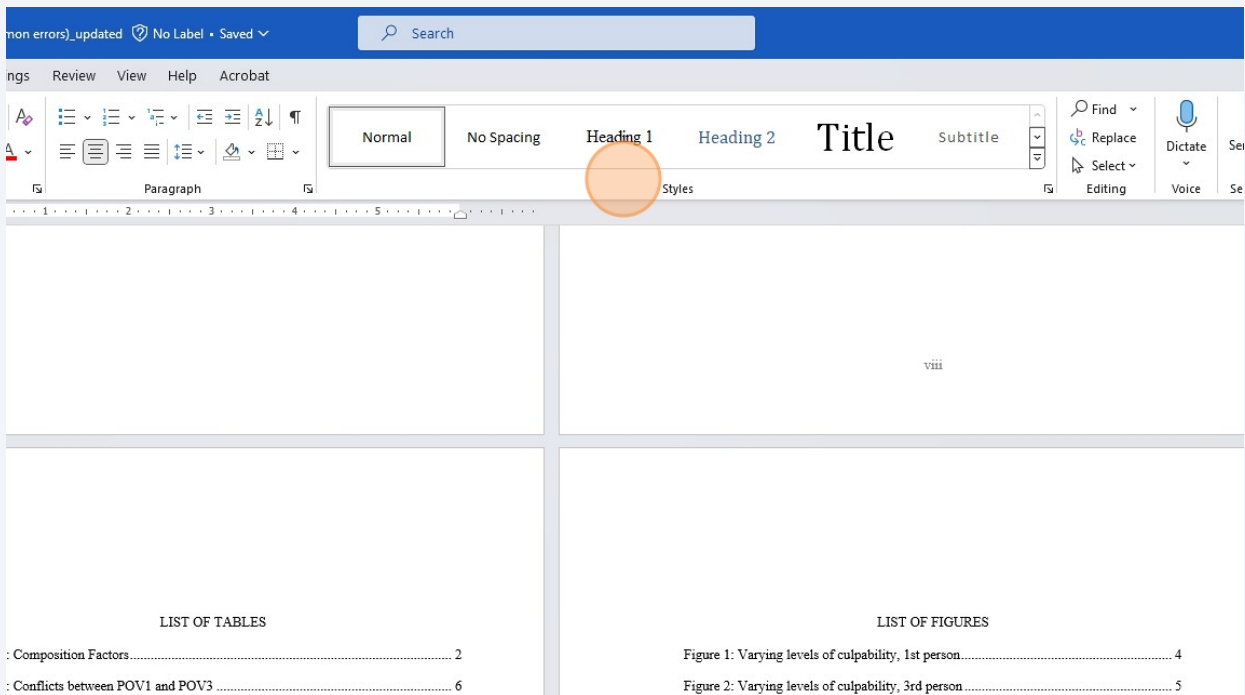 mon errors)_updated No Label • Saved
Search
ngs Review View Help Acrobat
Normal No Spacing Heading 1 Heading 2 Title Subtitle
Find
Replace
Select
Dictate
Paragraph Styles Editing Voice
1 2 3 4 5
viii
LIST OF TABLES
: Composition Factors 2
: Conflicts between POV1 and POV3 6
LIST OF FIGURES
Figure 1: Varying levels of culpability, 1st person 4
Figure 2: Varying levels of culpability, 3rd person 5